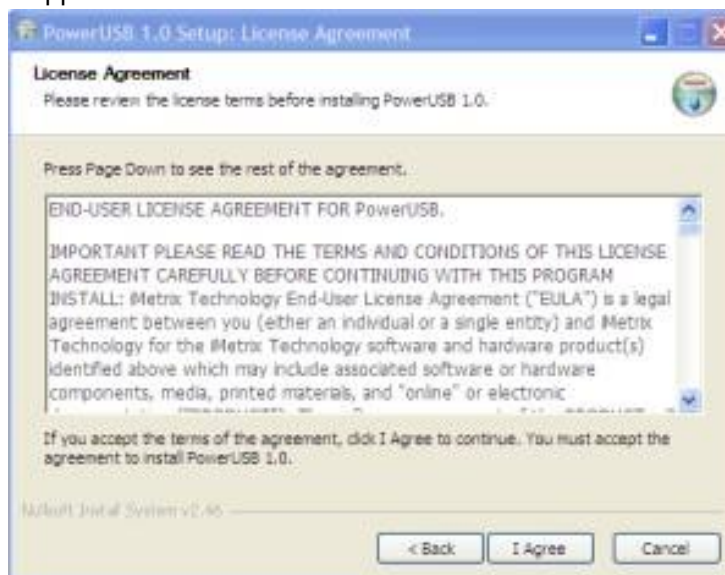 PowerUSB 1.0 Setup: License Agreement
License Agreement
Please review the license terms before installing PowerUSB 1.0.
Press Page Down to see the rest of the agreement.
END-USER LICENSE AGREEMENT FOR PowerUSB.
IMPORTANT PLEASE READ THE TERMS AND CONDITIONS OF THIS LICENSE
AGREEMENT CAREFULLY BEFORE CONTINUING WITH THIS PROGRAM
INSTALL: iMetrix Technology End-User License Agreement ("EULA") is a legal
agreement between you (either an individual or a single entity) and iMetrix
Technology for the iMetrix Technology software and hardware product(s)
identified above which may include associated software or hardware
components, media, printed materials, and "online" or electronic
If you accept the terms of the agreement, click I Agree to continue. You must accept the
agreement to install PowerUSB 1.0.
Nullsoft Install System v2.46
< Back
I Agree
Cancel